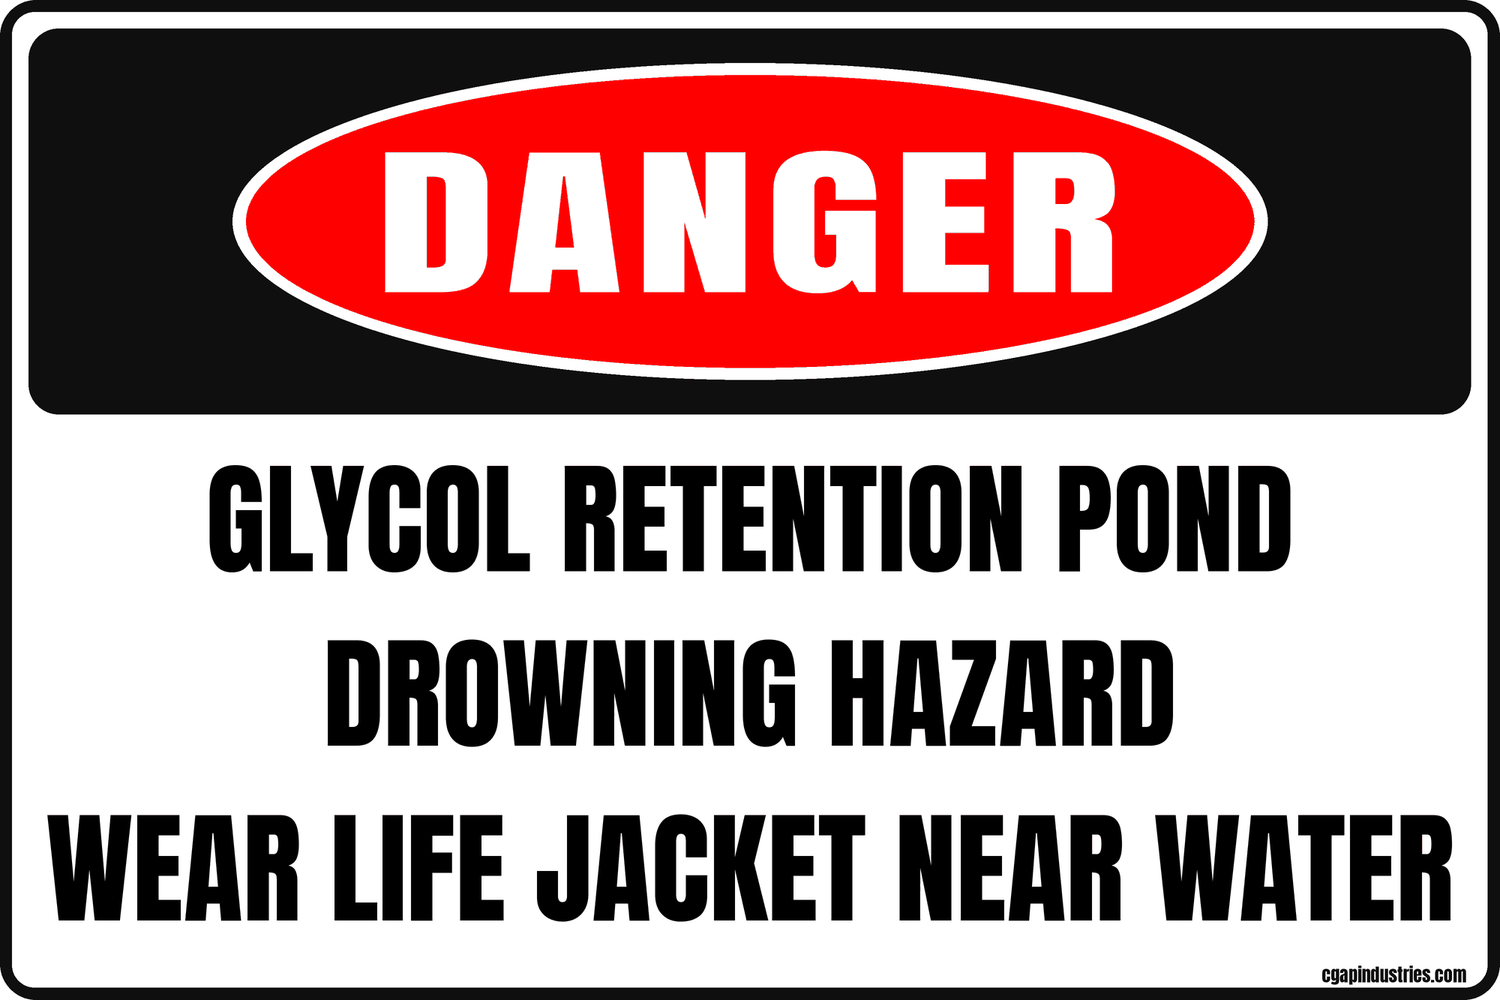 DANGER
GLYCOL RETENTION POND
DROWNING HAZARD
WEAR LIFE JACKET NEAR WATER
cgapindustries.com